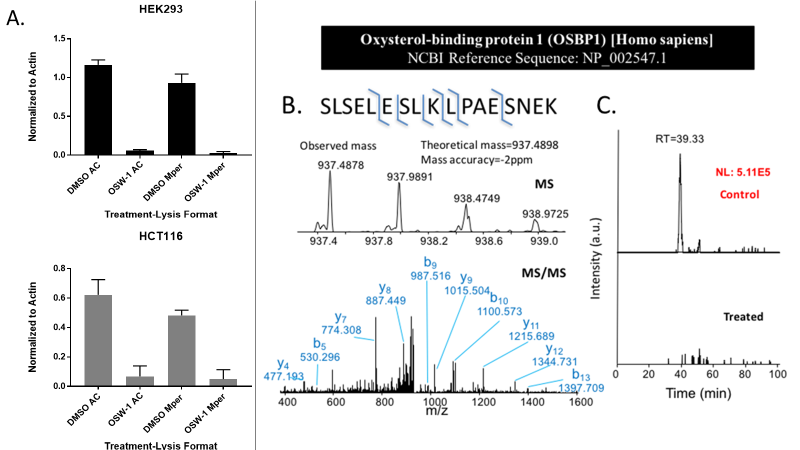 A.
HEK293
Normalized to Actin
1.5
1.0
0.5
0.0
DMSO AC
OSW-1 AC
DMSO Mper
OSW-1 Mper
Treatment-Lysis Format
HCT116
Normalized to Actin
0.8
0.6
0.4
0.2
0.0
DMSO AC
OSW-1 AC
DMSO Mper
OSW-1 Mper
Treatment-Lysis Format
Oxysterol-binding protein 1 (OSBP1) [Homo sapiens]
NCBI Reference Sequence: NP_002547.1
B.
SLSELESLKLPAESNEK
Observed mass
Theoretical mass=937.4898
Mass accuracy=-2ppm
MS
937.4878
937.9891
938.4749
938.9725
937.4 937.8 938.2 938.6 939.0
MS/MS
b9
987.516
y9
1015.504
y8
887.449
b10
1100.573
y7
774.308
y11
1215.689
b5
530.296
y12
1344.731
y4
477.193
b13
1397.709
400 600 800 1000 1200 1400 1600
m/z
C.
RT=39.33
NL: 5.11E5
Control
Intensity (a.u.)
Treated
0 20 40 60 80 100
Time (min)